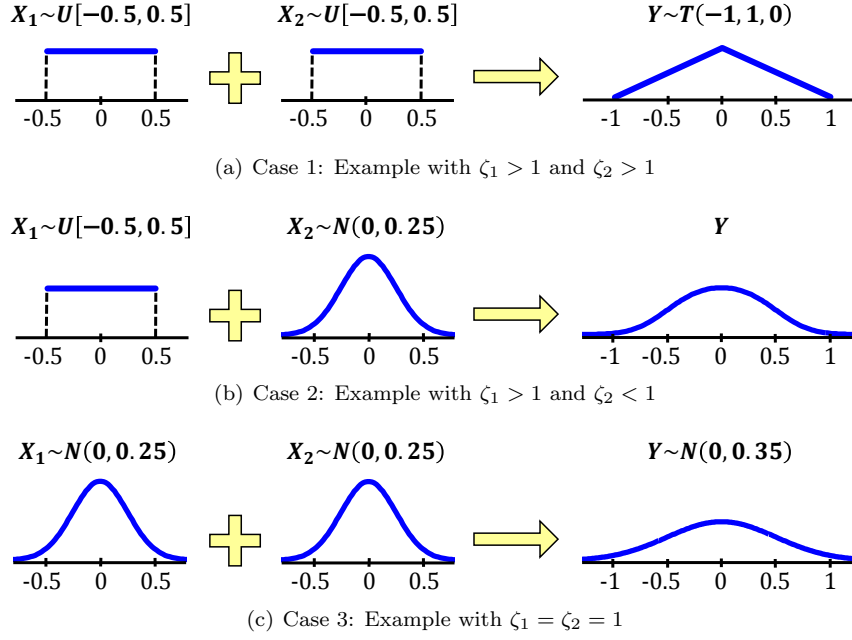 X₁~U[−0.5,0.5] X₂~U[−0.5,0.5] Y~T(−1,1,0)
-0.5 0 0.5 -0.5 0 0.5 -1 -0.5 0 0.5 1
(a) Case 1: Example with ζ₁ > 1 and ζ₂ > 1
X₁~U[−0.5,0.5] X₂~N(0,0.25) Y
-0.5 0 0.5 -0.5 0 0.5 -1 -0.5 0 0.5 1
(b) Case 2: Example with ζ₁ > 1 and ζ₂ < 1
X₁~N(0,0.25) X₂~N(0,0.25) Y~N(0,0.35)
-0.5 0 0.5 -0.5 0 0.5 -1 -0.5 0 0.5 1
(c) Case 3: Example with ζ₁ = ζ₂ = 1